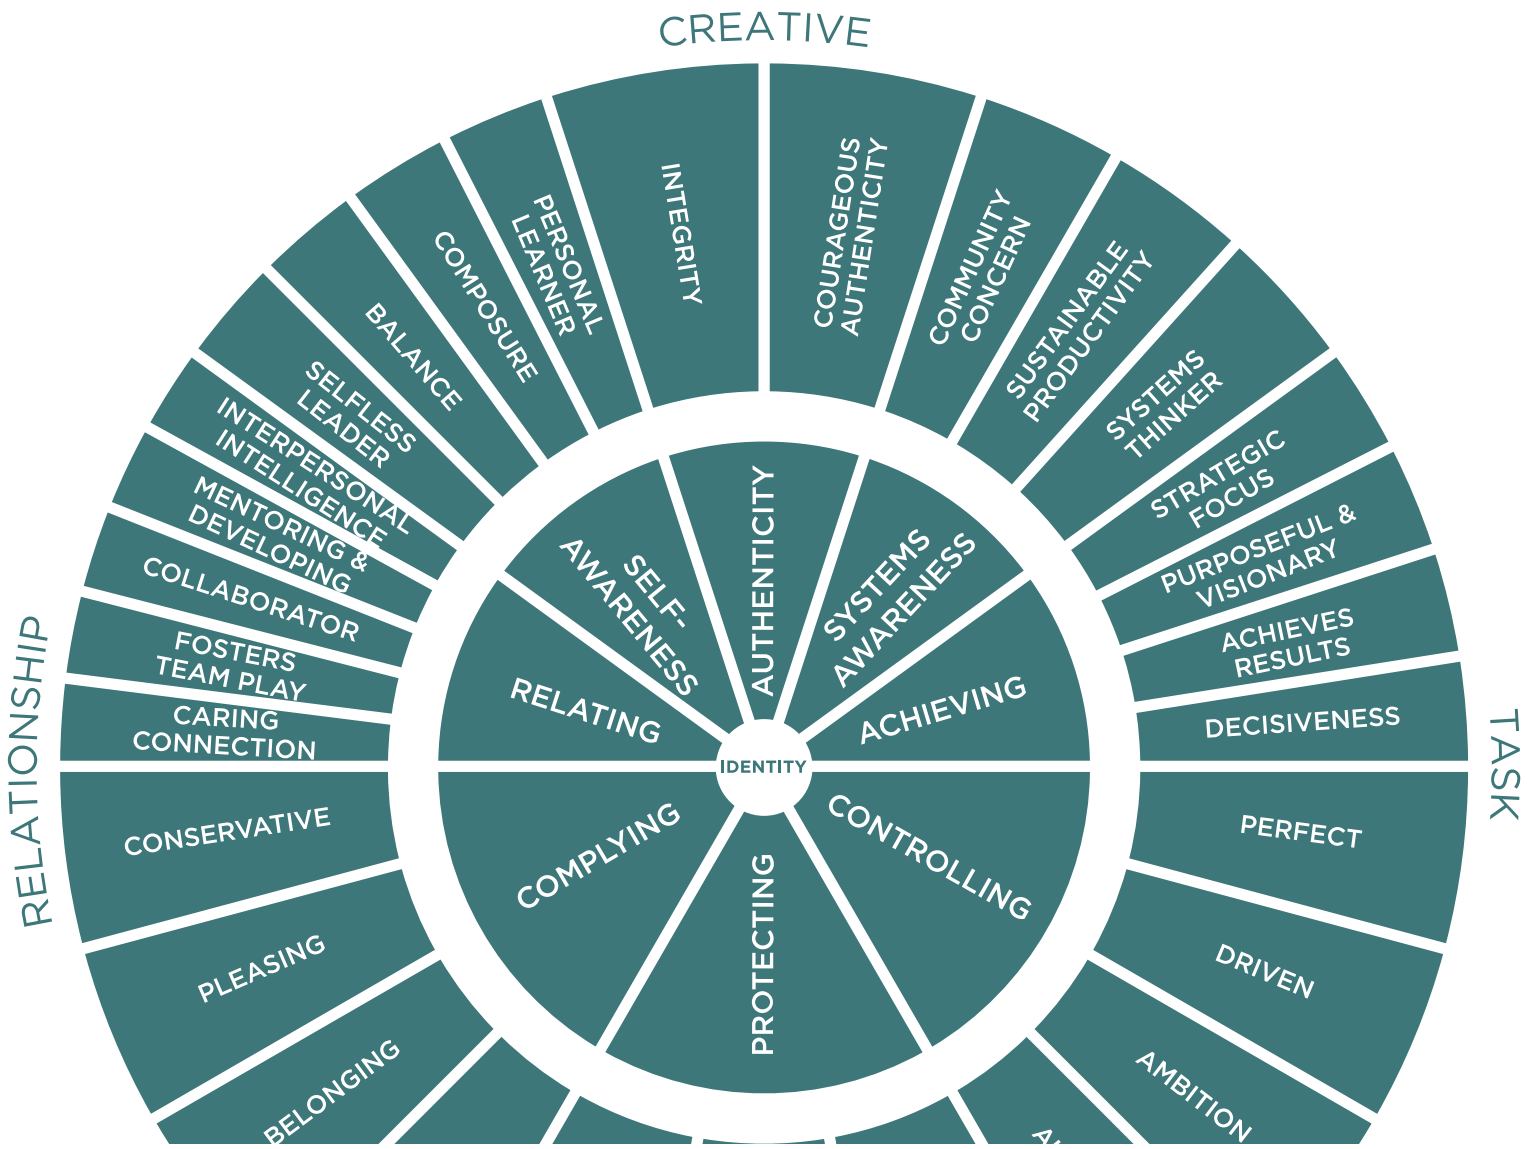 CREATIVE
RELATIONSHIP
TASK
INTEGRITY
COURAGEOUS
AUTHENTICITY
COMMUNITY
CONCERN
SUSTAINABLE
PRODUCTIVITY
SYSTEMS
THINKER
STRATEGIC
FOCUS
PURPOSEFUL &
VISIONARY
ACHIEVES
RESULTS
DECISIVENESS
PERFECT
DRIVEN
AMBITION
PERSONAL
LEARNER
COMPOSURE
BALANCE
SELFLESS
LEADER
INTERPERSONAL
INTELLIGENCE
MENTORING &
DEVELOPING
COLLABORATOR
FOSTERS
TEAM PLAY
CARING
CONNECTION
CONSERVATIVE
PLEASING
BELONGING
SELF-
AWARENESS
AUTHENTICITY
SYSTEMS
AWARENESS
RELATING
ACHIEVING
IDENTITY
COMPLYING
CONTROLLING
PROTECTING